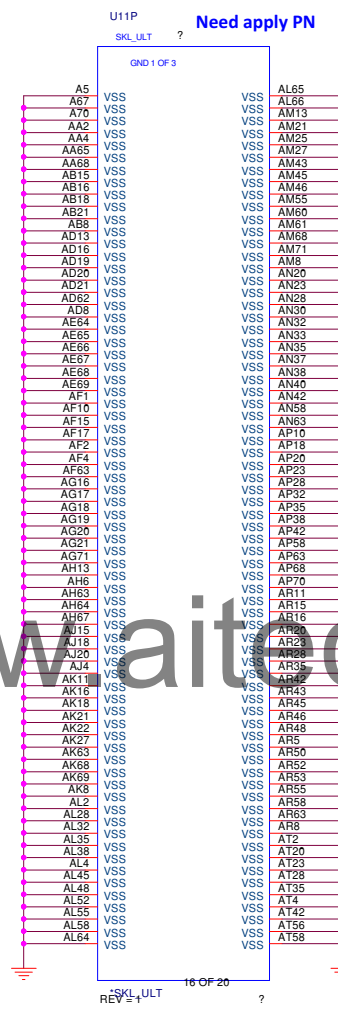 U11P
Need apply PN
SKL_ULT ?
GND 1 OF 3
A5 VSS VSS AL65
A67 VSS VSS AL66
A70 VSS VSS AM13
AA2 VSS VSS AM21
AA4 VSS VSS AM25
AA65 VSS VSS AM27
AA68 VSS VSS AM43
AB15 VSS VSS AM45
AB16 VSS VSS AM46
AB18 VSS VSS AM55
AB21 VSS VSS AM60
AB8 VSS VSS AM61
AD13 VSS VSS AM68
AD16 VSS VSS AM71
AD19 VSS VSS AM8
AD20 VSS VSS AN20
AD21 VSS VSS AN23
AD62 VSS VSS AN28
AD8 VSS VSS AN30
AE64 VSS VSS AN32
AE65 VSS VSS AN33
AE66 VSS VSS AN35
AE67 VSS VSS AN37
AE68 VSS VSS AN38
AE69 VSS VSS AN40
AF1 VSS VSS AN42
AF10 VSS VSS AN58
AF15 VSS VSS AN63
AF17 VSS VSS AP10
AF2 VSS VSS AP18
AF4 VSS VSS AP20
AF63 VSS VSS AP23
AG16 VSS VSS AP28
AG17 VSS VSS AP32
AG18 VSS VSS AP35
AG19 VSS VSS AP38
AG20 VSS VSS AP42
AG21 VSS VSS AP58
AG71 VSS VSS AP63
AH13 VSS VSS AP68
AH6 VSS VSS AP70
AH63 VSS VSS AR11
AH64 VSS VSS AR15
AH67 VSS VSS AR16
AJ15 VSS VSS AR20
AJ18 VSS VSS AR23
AJ20 VSS VSS AR28
AJ4 VSS VSS AR35
AK11 VSS VSS AR42
AK16 VSS VSS AR43
AK18 VSS VSS AR45
AK21 VSS VSS AR46
AK22 VSS VSS AR48
AK27 VSS VSS AR5
AK63 VSS VSS AR50
AK68 VSS VSS AR52
AK69 VSS VSS AR53
AK8 VSS VSS AR55
AL2 VSS VSS AR58
AL28 VSS VSS AR63
AL32 VSS VSS AR8
AL35 VSS VSS AT2
AL38 VSS VSS AT20
AL4 VSS VSS AT23
AL45 VSS VSS AT28
AL48 VSS VSS AT35
AL52 VSS VSS AT4
AL55 VSS VSS AT42
AL58 VSS VSS AT56
AL64 VSS VSS AT58
w.aitec
16 OF 20
*SKL_ULT
REV = 1 ?